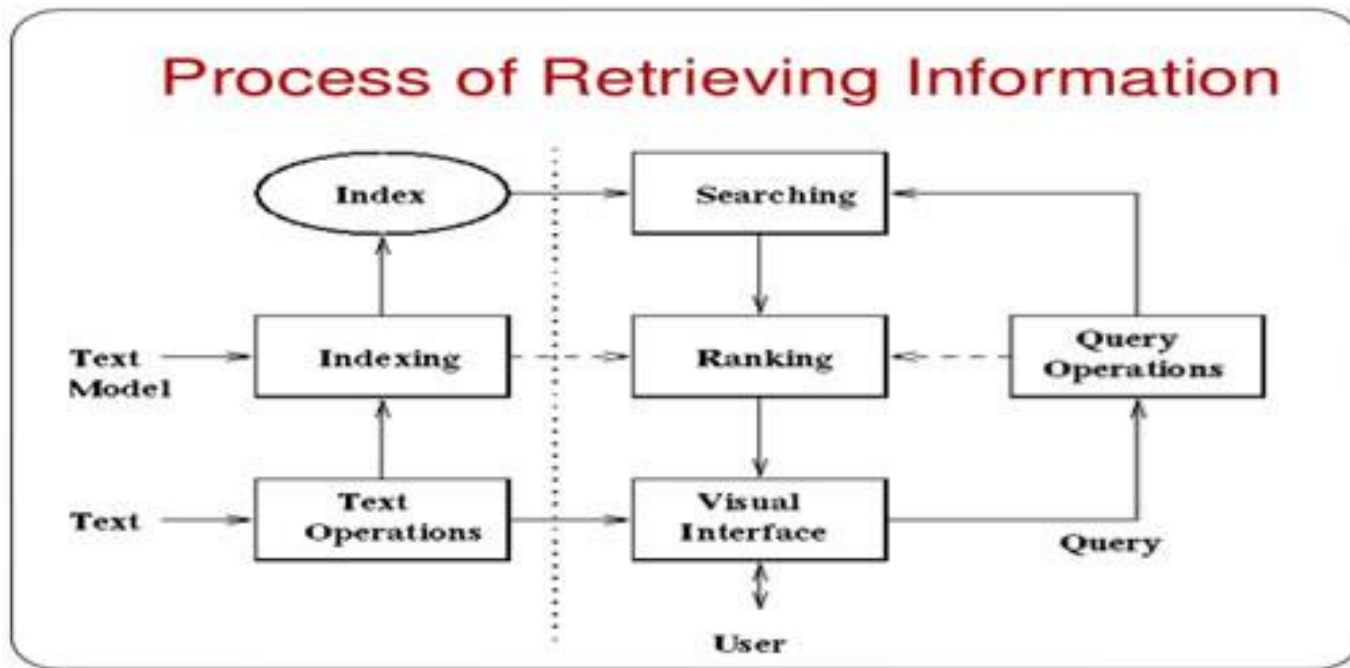 Process of Retrieving Information
Index
Searching
Text
Model
Indexing
Ranking
Query
Operations
Text
Text
Operations
Visual
Interface
Query
User